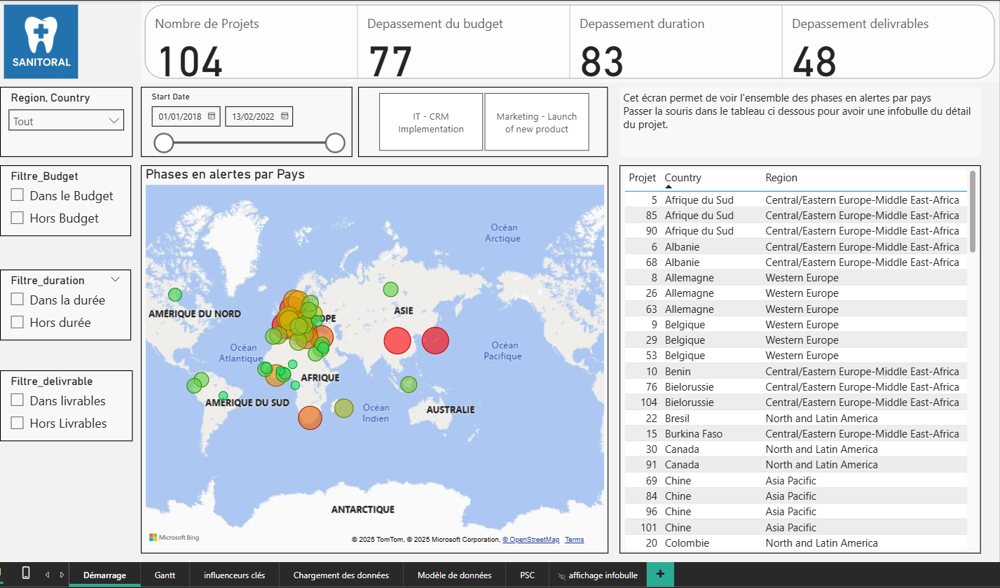 SANITORAL
Nombre de Projets
104
Depassement du budget
77
Depassement duration
83
Depassement delivrables
48
Region, Country
Tout
Start Date
01/01/2018
13/02/2022
IT - CRM
Implementation
Marketing - Launch
of new product
Cet écran permet de voir l'ensemble des phases en alertes par pays
Passer la souris dans le tableau ci dessous pour avoir une infobulle du détail
du projet.
Filtre_Budget
Dans le Budget
Hors Budget
Filtre_duration
Dans la durée
Hors durée
Filtre_delivrable
Dans livrables
Hors Livrables
Phases en alertes par Pays
Océan
Arctique
AMÉRIQUE DU NORD
OPE
ASIE
Océan
Atlantique
Océan
Pacifique
AFRIQUE
AMÉRIQUE DU SUD
Océan
Indien
AUSTRALIE
ANTARCTIQUE
Microsoft Bing
© 2025 TomTom, © 2025 Microsoft Corporation, © OpenStreetMap Terms
Projet Country Region
5 Afrique du Sud Central/Eastern Europe-Middle East-Africa
85 Afrique du Sud Central/Eastern Europe-Middle East-Africa
90 Afrique du Sud Central/Eastern Europe-Middle East-Africa
6 Albanie Central/Eastern Europe-Middle East-Africa
68 Albanie Central/Eastern Europe-Middle East-Africa
8 Allemagne Western Europe
26 Allemagne Western Europe
63 Allemagne Western Europe
9 Belgique Western Europe
29 Belgique Western Europe
53 Belgique Western Europe
10 Benin Central/Eastern Europe-Middle East-Africa
76 Bielorussie Central/Eastern Europe-Middle East-Africa
104 Bielorussie Central/Eastern Europe-Middle East-Africa
22 Bresil North and Latin America
15 Burkina Faso Central/Eastern Europe-Middle East-Africa
30 Canada North and Latin America
91 Canada North and Latin America
69 Chine Asia Pacific
84 Chine Asia Pacific
96 Chine Asia Pacific
101 Chine Asia Pacific
20 Colombie North and Latin America
Démarrage
Gantt
influenceurs clés
Chargement des données
Modèle de données
PSC
affichage infobulle
+